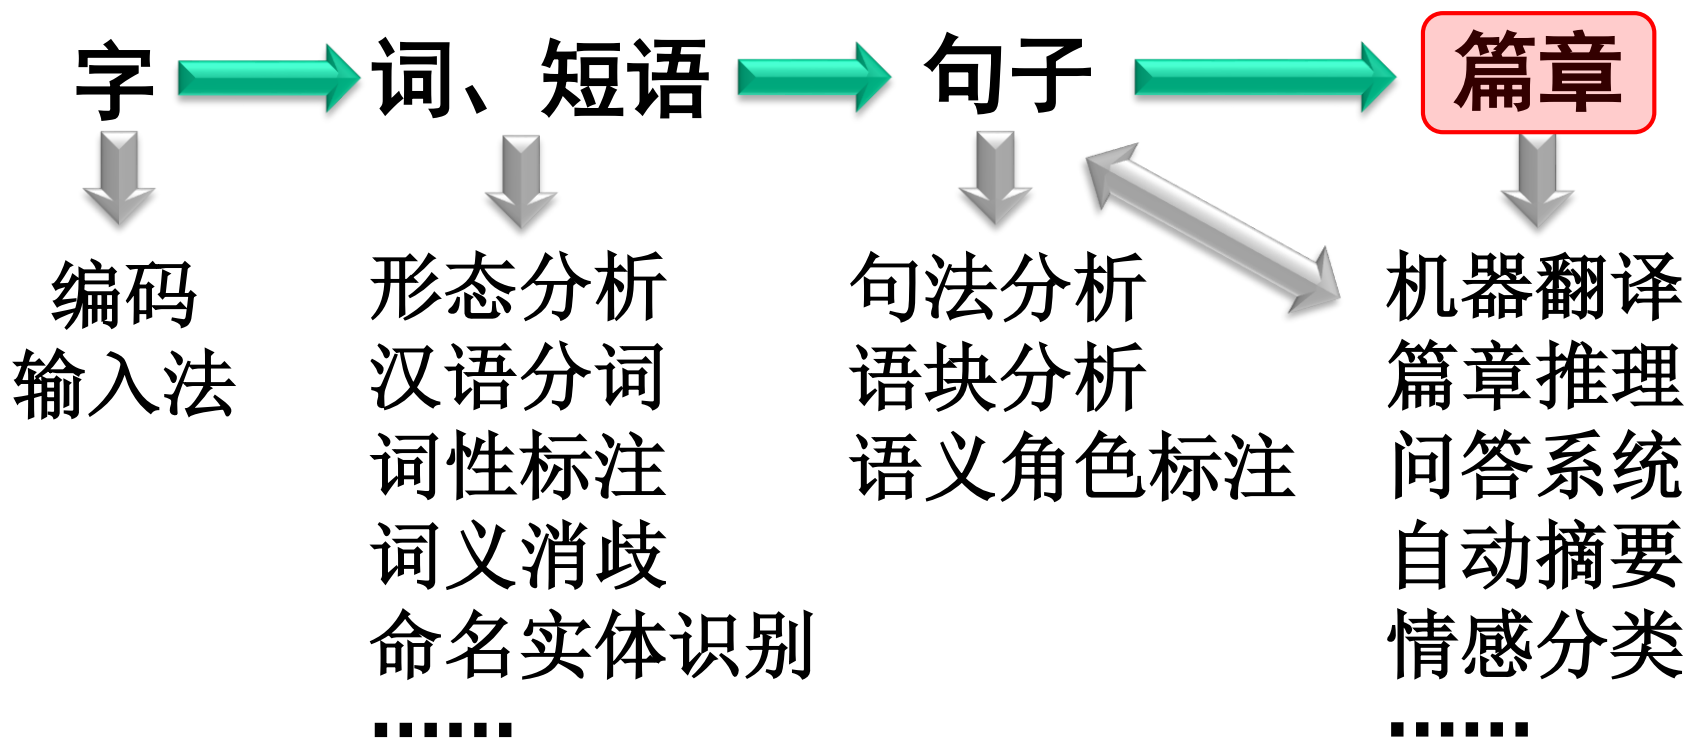 字
词、短语
句子
篇章
编码
输入法
形态分析
汉语分词
词性标注
词义消歧
命名实体识别
……
句法分析
语块分析
语义角色标注
机器翻译
篇章推理
问答系统
自动摘要
情感分类
……